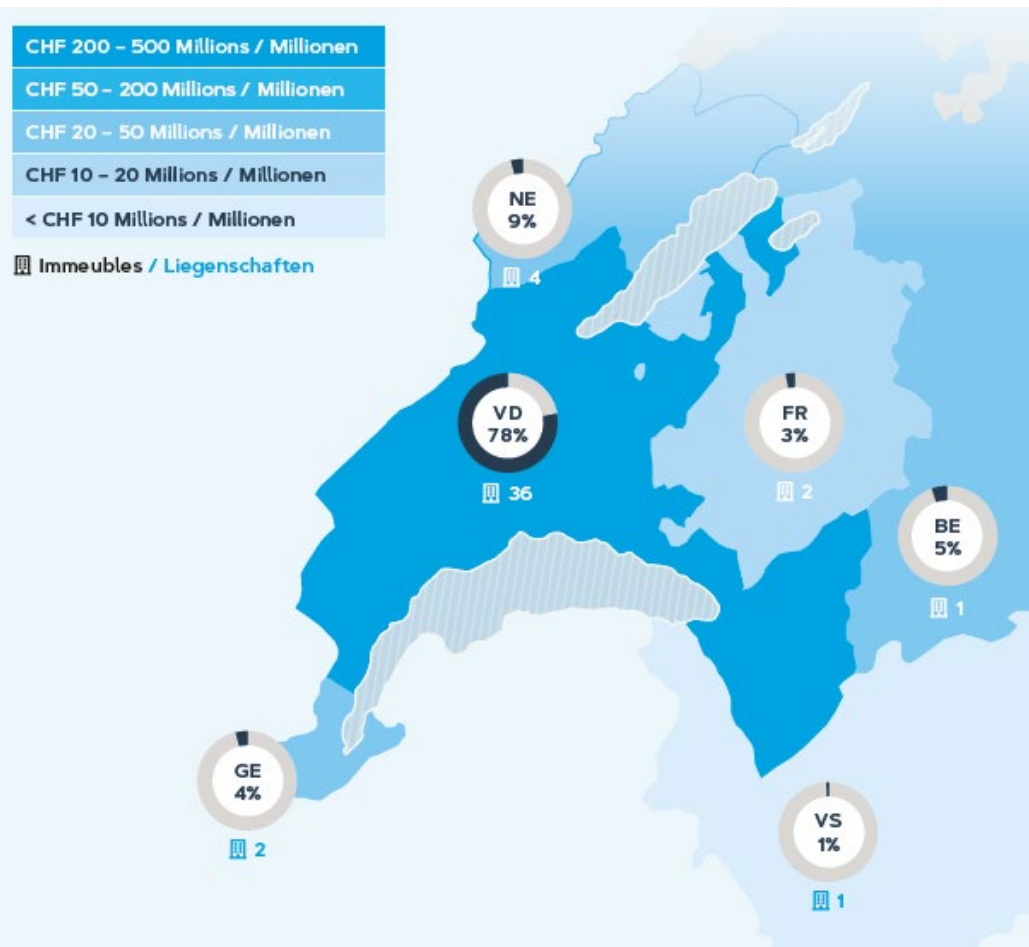 CHF 200 – 500 Millions / Millionen
CHF 50 – 200 Millions / Millionen
CHF 20 – 50 Millions / Millionen
CHF 10 – 20 Millions / Millionen
< CHF 10 Millions / Millionen
Immeubles / Liegenschaften
NE
9%
4
VD
78%
36
FR
3%
2
BE
5%
1
GE
4%
2
VS
1%
1